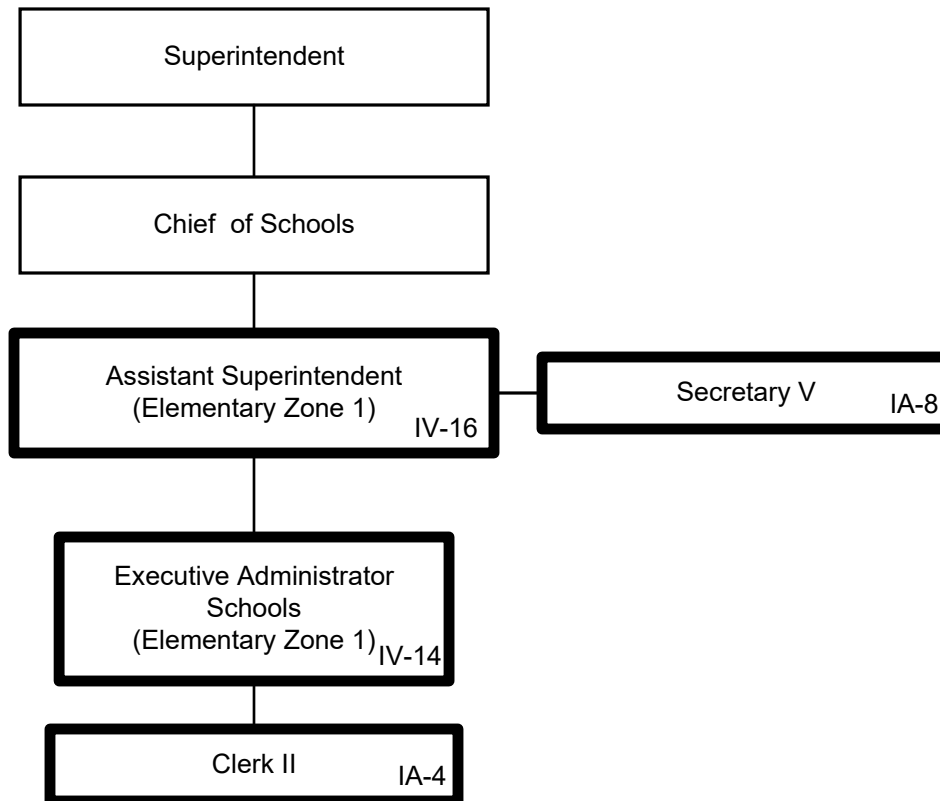 Superintendent
Chief of Schools
Assistant Superintendent
(Elementary Zone 1)
IV-16
Secretary V
IA-8
Executive Administrator
Schools
(Elementary Zone 1)
IV-14
Clerk II
IA-4